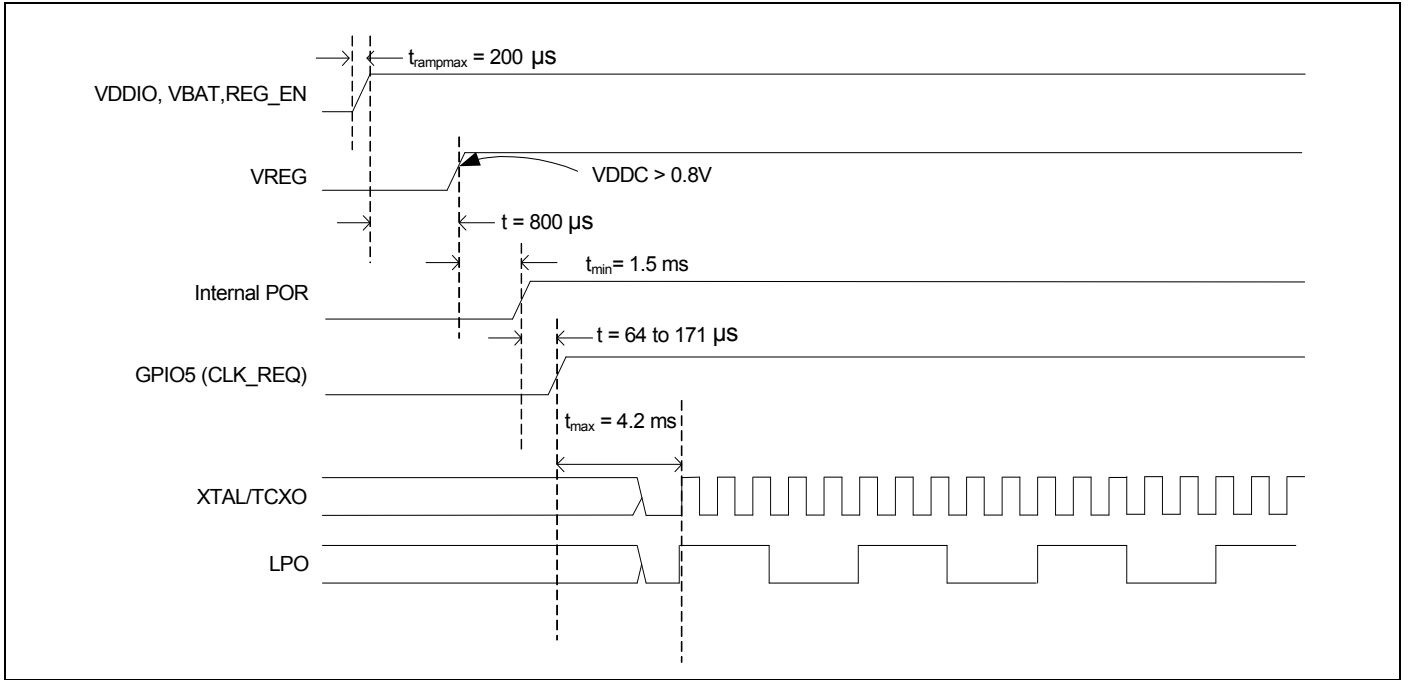 t_rampmax = 200 µs
VDDIO, VBAT,REG_EN
VREG
VDDC > 0.8V
t = 800 µs
t_min= 1.5 ms
Internal POR
t = 64 to 171 µs
GPIO5 (CLK_REQ)
t_max = 4.2 ms
XTAL/TCXO
LPO